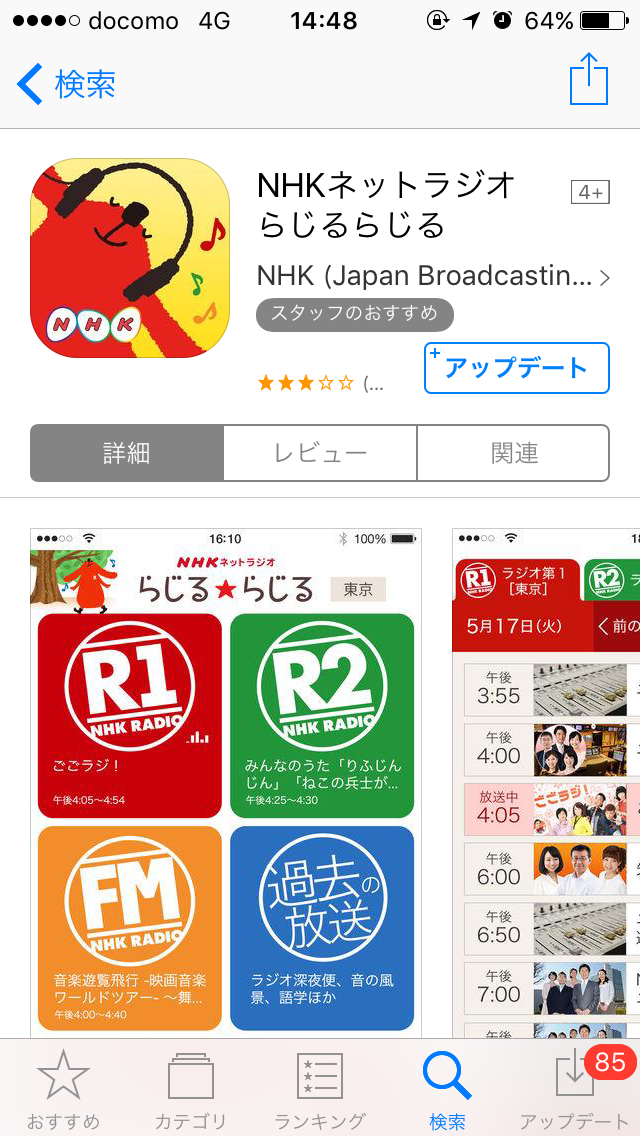 docomo 4G 14:48 64%
検索
NHKネットラジオ
らじるらじる
4+
NHK (Japan Broadcastin...
スタッフのおすすめ
(...
アップデート
詳細 レビュー 関連
16:10 100%
NHKネットラジオ
らじる★らじる
東京
R1
NHK RADIO
ごごラジ！
午後4:05～4:54
R2
NHK RADIO
みんなのうた「りふじん
じん」「ねこの兵士が...
午後4:25～4:30
FM
NHK RADIO
音楽遊覧飛行 -映画音楽
ワールドツアー- ～舞...
午後4:00～4:40
過去の
放送
ラジオ深夜便、音の風
景、語学ほか
R1
ラジオ第1
[東京]
R2
5月17日(火)
前の
午後
3:55
午後
4:00
放送中
4:05
ごごラジ！
午後
6:00
午後
6:50
午後
7:00
午後
おすすめ カテゴリ ランキング 検索 アップデート
85
NHK